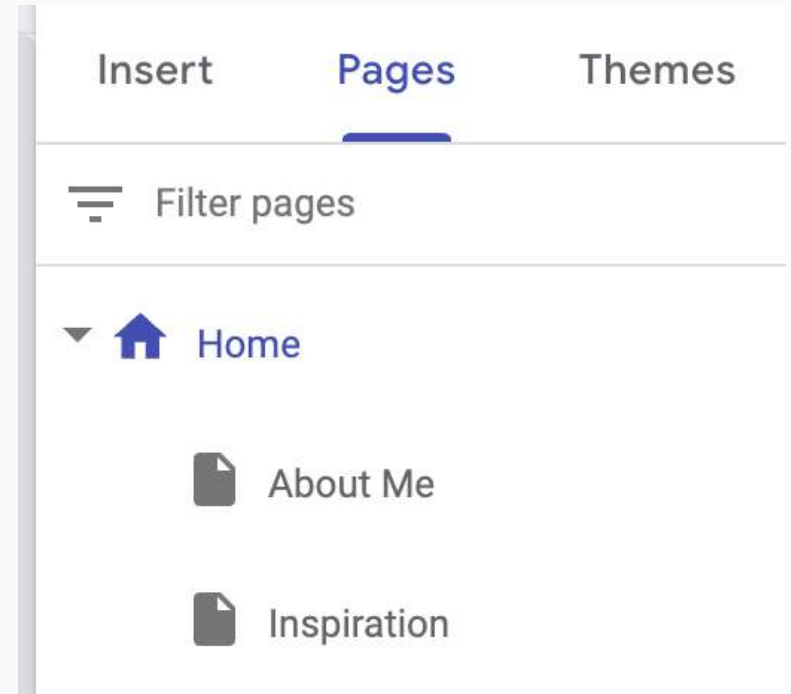 Insert Pages Themes
Filter pages
Home
About Me
Inspiration